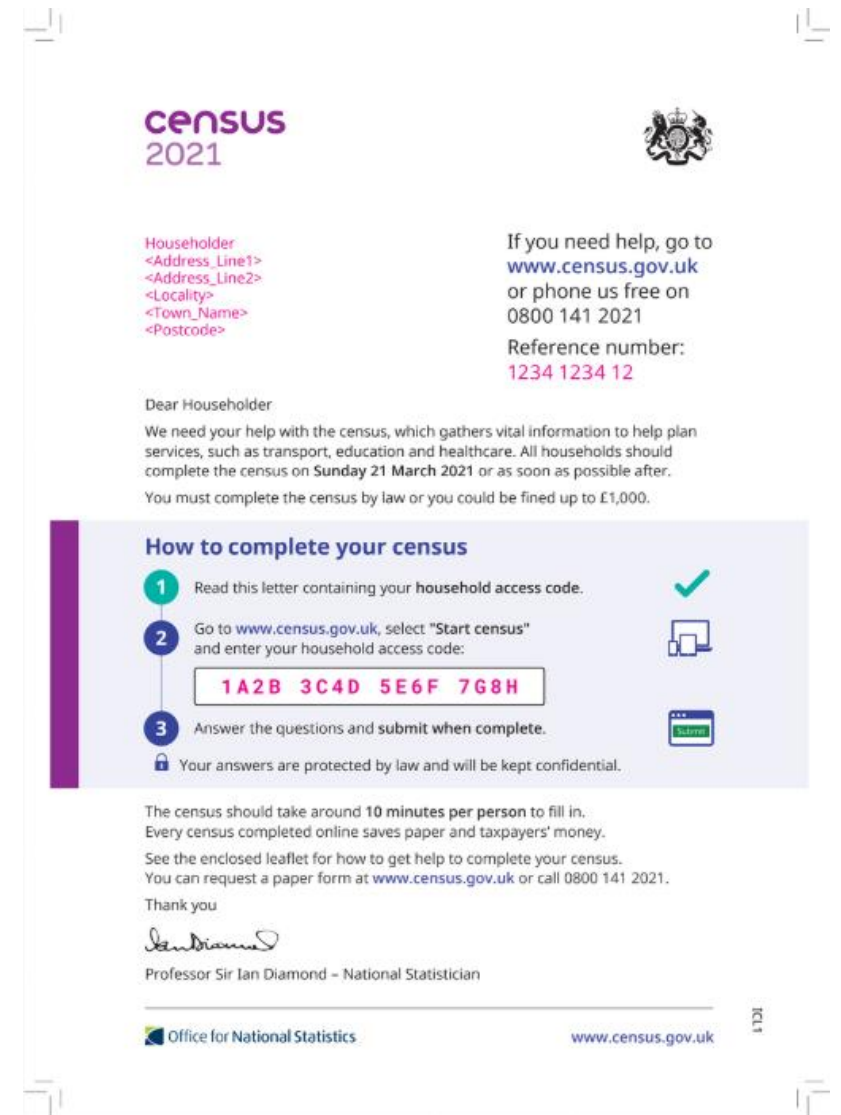 census
2021
Householder
<Address_Line1>
<Address_Line2>
<Locality>
<Town_Name>
<Postcode>
If you need help, go to
www.census.gov.uk
or phone us free on
0800 141 2021
Reference number:
1234 1234 12
Dear Householder
We need your help with the census, which gathers vital information to help plan
services, such as transport, education and healthcare. All households should
complete the census on Sunday 21 March 2021 or as soon as possible after.
You must complete the census by law or you could be fined up to £1,000.
How to complete your census
1 Read this letter containing your household access code.
2 Go to www.census.gov.uk, select "Start census"
and enter your household access code:
1A2B 3C4D 5E6F 7G8H
3 Answer the questions and submit when complete.
Submit
Your answers are protected by law and will be kept confidential.
The census should take around 10 minutes per person to fill in.
Every census completed online saves paper and taxpayers' money.
See the enclosed leaflet for how to get help to complete your census.
You can request a paper form at www.census.gov.uk or call 0800 141 2021.
Thank you
Ian Diamond
Professor Sir Ian Diamond – National Statistician
Office for National Statistics
www.census.gov.uk
ICL1